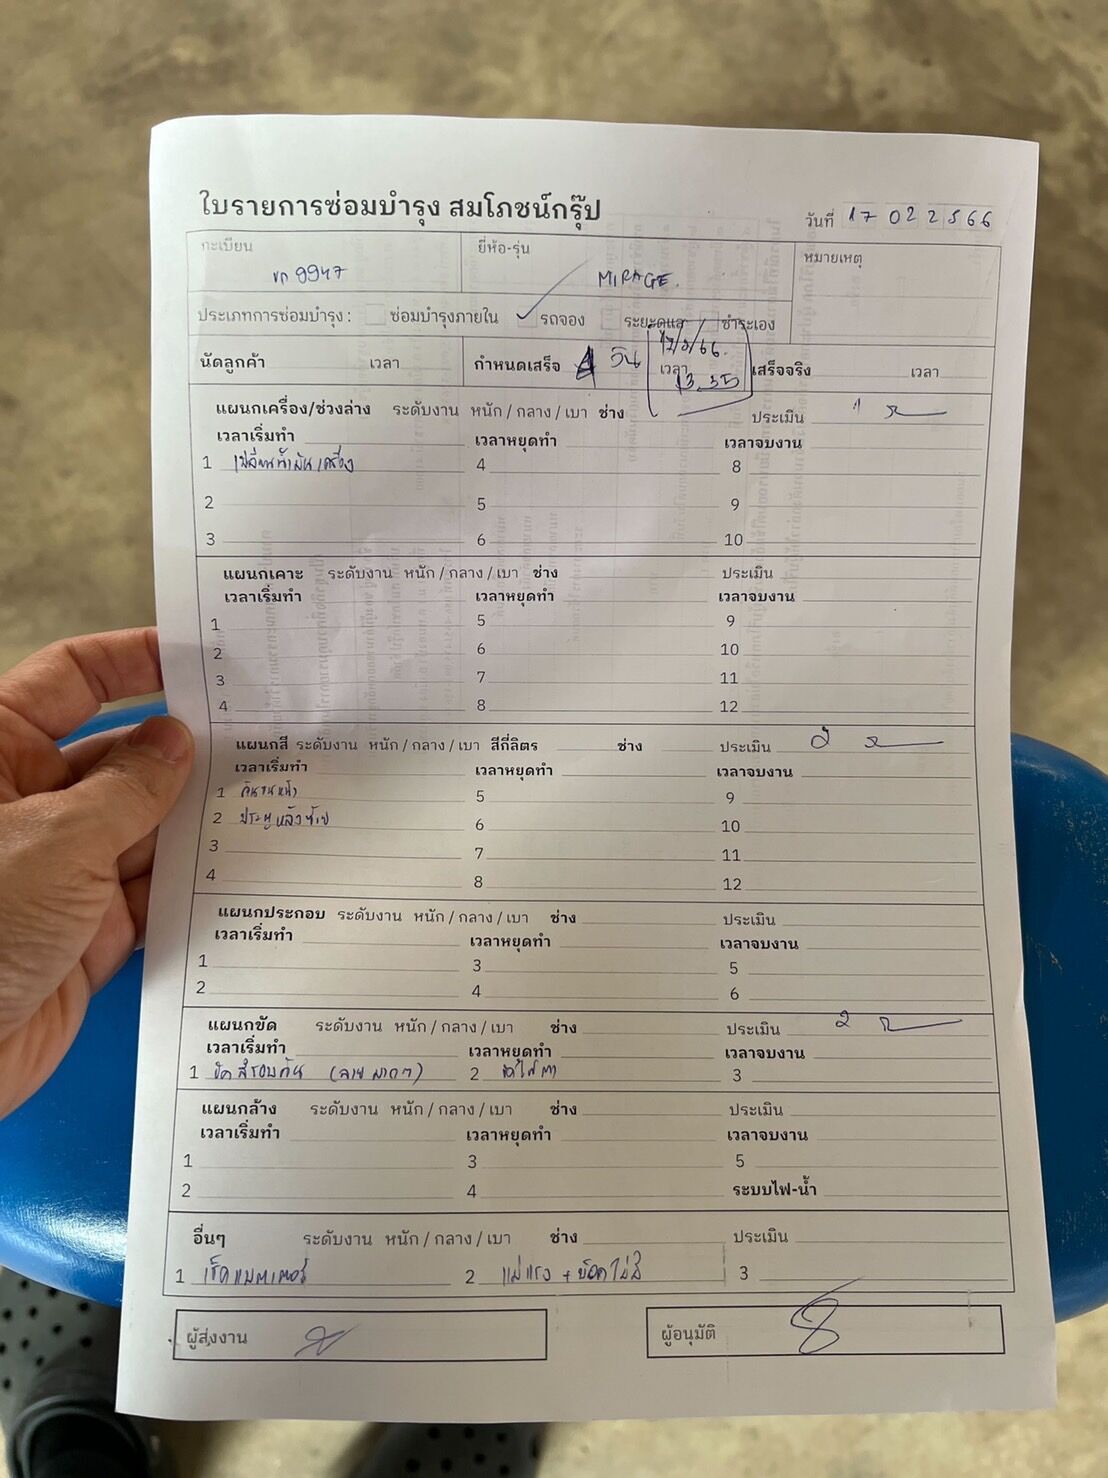 ใบรายการซ่อมบำรุง สมโภชน์กรุ๊ป
วันที่ 17 02 2566
ทะเบียน ยี่ห้อ-รุ่น หมายเหตุ
ขก 9947 MIRAGE.
ประเภทการซ่อมบำรุง : ซ่อมบำรุงภายใน รถจอง ระยะดูแล ชำระเอง
นัดลูกค้า เวลา กำหนดเสร็จ 4 วัน 17/2/66. เวลา เสร็จจริง เวลา
แผนกเครื่อง/ช่วงล่าง ระดับงาน หนัก / กลาง / เบา ช่าง ประเมิน 1
เวลาเริ่มทำ เวลาหยุดทำ เวลาจบงาน
1 เปลี่ยนน้ำมันเครื่อง 4 8
2 5 9
3 6 10
แผนกเคาะ ระดับงาน หนัก / กลาง / เบา ช่าง ประเมิน
เวลาเริ่มทำ เวลาหยุดทำ เวลาจบงาน
1 5 9
2 6 10
3 7 11
4 8 12
แผนกสี ระดับงาน หนัก / กลาง / เบา สีกี่ลิตร ช่าง ประเมิน 2
เวลาเริ่มทำ เวลาหยุดทำ เวลาจบงาน
1 กันชนหน้า 5 9
2 ประตูหลังซ้าย 6 10
3 7 11
4 8 12
แผนกประกอบ ระดับงาน หนัก / กลาง / เบา ช่าง ประเมิน
เวลาเริ่มทำ เวลาหยุดทำ เวลาจบงาน
1 3 5
2 4 6
แผนกขัด ระดับงาน หนัก / กลาง / เบา ช่าง ประเมิน 2
เวลาเริ่มทำ เวลาหยุดทำ เวลาจบงาน
1 ขัดสีรอบคัน (ลายมากๆ) 2 3
แผนกล้าง ระดับงาน หนัก / กลาง / เบา ช่าง ประเมิน
เวลาเริ่มทำ เวลาหยุดทำ เวลาจบงาน
1 3 5
2 4 ระบบไฟ-น้ำ
อื่นๆ ระดับงาน หนัก / กลาง / เบา ช่าง ประเมิน
1 เช็คแบตเตอรี่ 2 แม่แรง + 3
ผู้ส่งงาน ผู้อนุมัติ